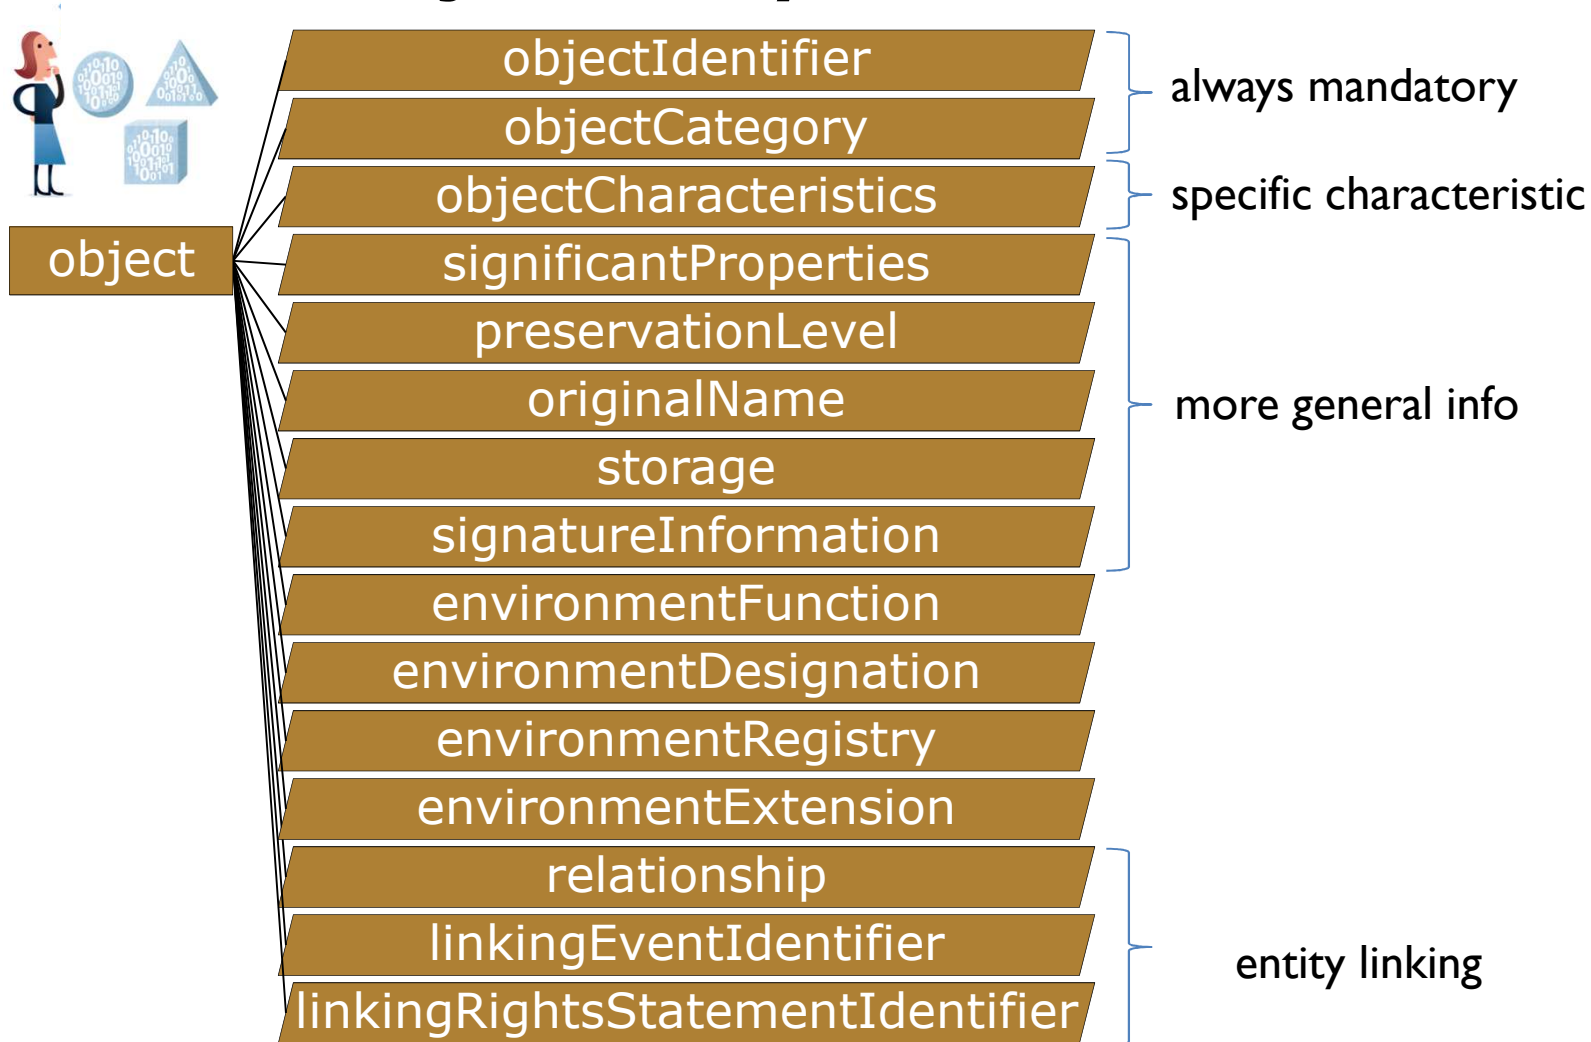 objectIdentifier
objectCategory
always mandatory
objectCharacteristics
specific characteristic
object
significantProperties
preservationLevel
originalName
more general info
storage
signatureInformation
environmentFunction
environmentDesignation
environmentRegistry
environmentExtension
relationship
linkingEventIdentifier
entity linking
linkingRightsStatementIdentifier